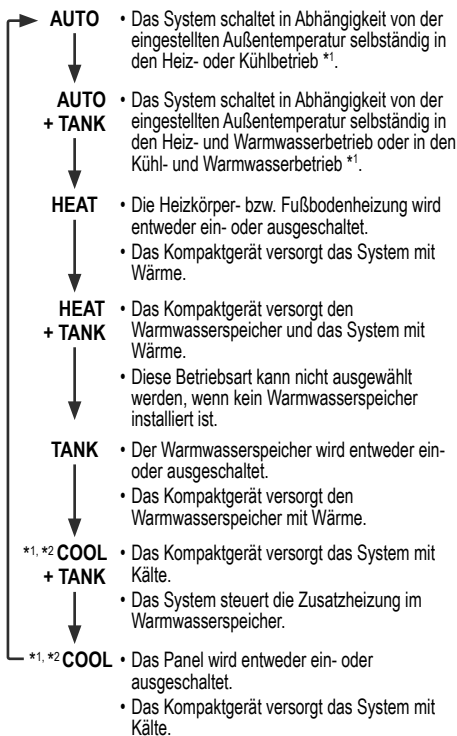 AUTO • Das System schaltet in Abhängigkeit von der
eingestellten Außentemperatur selbständig in
den Heiz- oder Kühlbetrieb *1.
AUTO • Das System schaltet in Abhängigkeit von der
+ TANK eingestellten Außentemperatur selbständig in
den Heiz- und Warmwasserbetrieb oder in den
Kühl- und Warmwasserbetrieb *1.
HEAT • Die Heizkörper- bzw. Fußbodenheizung wird
entweder ein- oder ausgeschaltet.
• Das Kompaktgerät versorgt das System mit
Wärme.
HEAT • Das Kompaktgerät versorgt den
+ TANK Warmwasserspeicher und das System mit
Wärme.
• Diese Betriebsart kann nicht ausgewählt
werden, wenn kein Warmwasserspeicher
installiert ist.
TANK • Der Warmwasserspeicher wird entweder ein-
oder ausgeschaltet.
• Das Kompaktgerät versorgt den
Warmwasserspeicher mit Wärme.
*1, *2 COOL • Das Kompaktgerät versorgt das System mit
+ TANK Kälte.
• Das System steuert die Zusatzheizung im
Warmwasserspeicher.
*1, *2 COOL • Das Panel wird entweder ein- oder
ausgeschaltet.
• Das Kompaktgerät versorgt das System mit
Kälte.